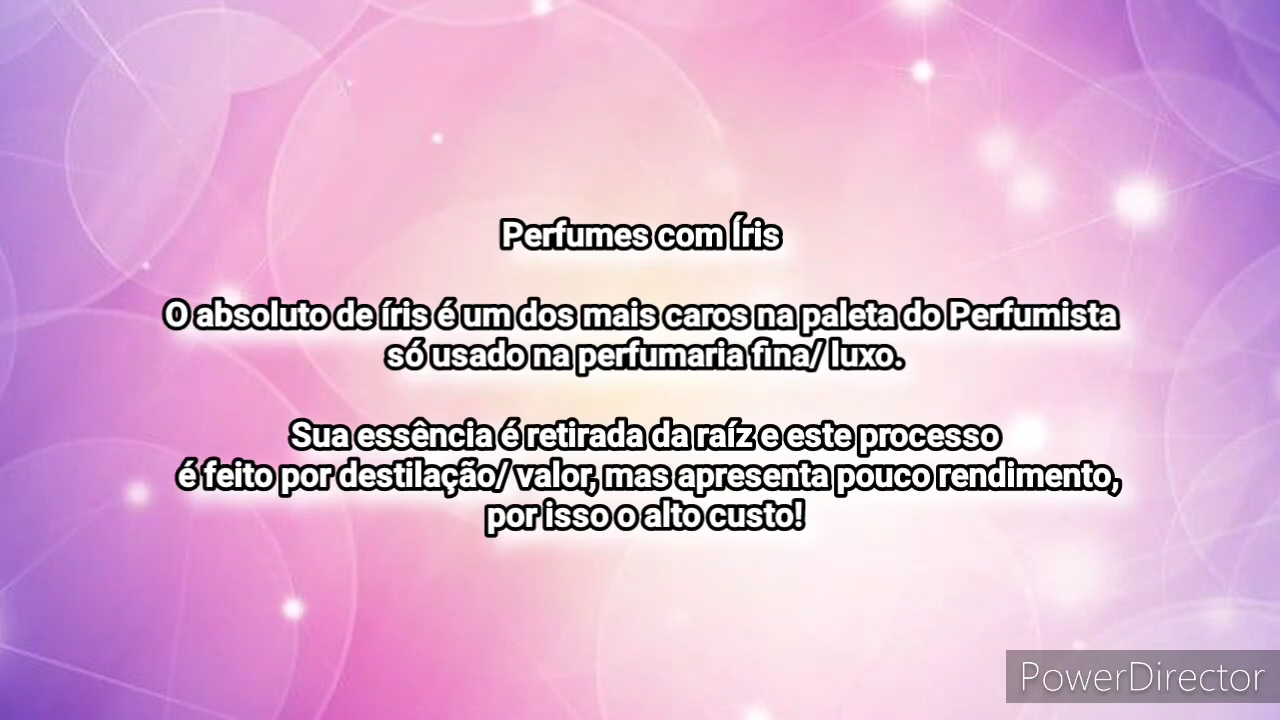 Perfumes com Íris
O absoluto de íris é um dos mais caros na paleta do Perfumista
só usado na perfumaria fina/ luxo.
Sua essência é retirada da raíz e este processo
é feito por destilação/ valor, mas apresenta pouco rendimento,
por isso o alto custo!
PowerDirector